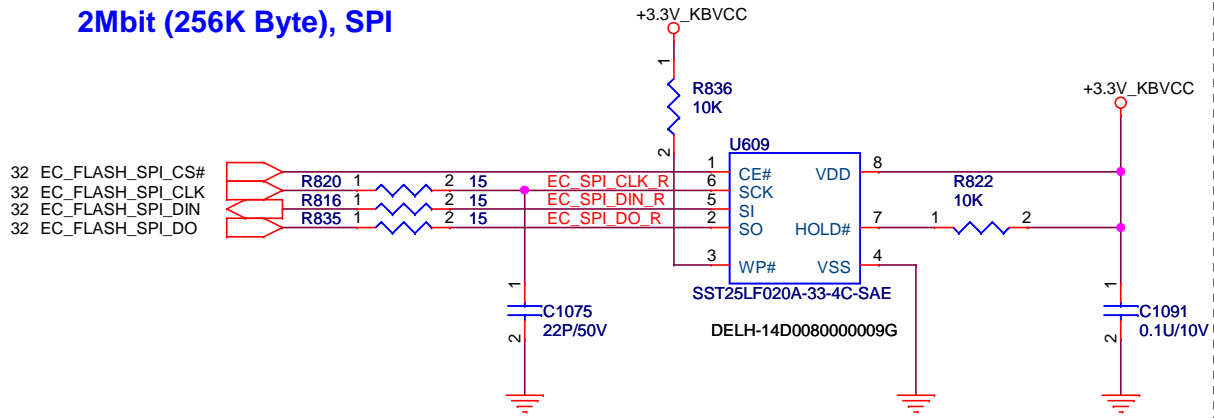 2Mbit (256K Byte), SPI
+3.3V_KBVCC
1
R836
10K
2
+3.3V_KBVCC
U609
32 EC_FLASH_SPI_CS#
1 CE# VDD 8
32 EC_FLASH_SPI_CLK R820 1 2 15 EC_SPI_CLK_R 6 SCK
R822
10K
32 EC_FLASH_SPI_DIN R816 1 2 15 EC_SPI_DIN_R 5 SI
32 EC_FLASH_SPI_DO R835 1 2 15 EC_SPI_DO_R 2 SO HOLD# 7 1 2
3 WP# VSS 4
SST25LF020A-33-4C-SAE
1
C1075
22P/50V
2
DELH-14D0080000009G
1
C1091
0.1U/10V
2